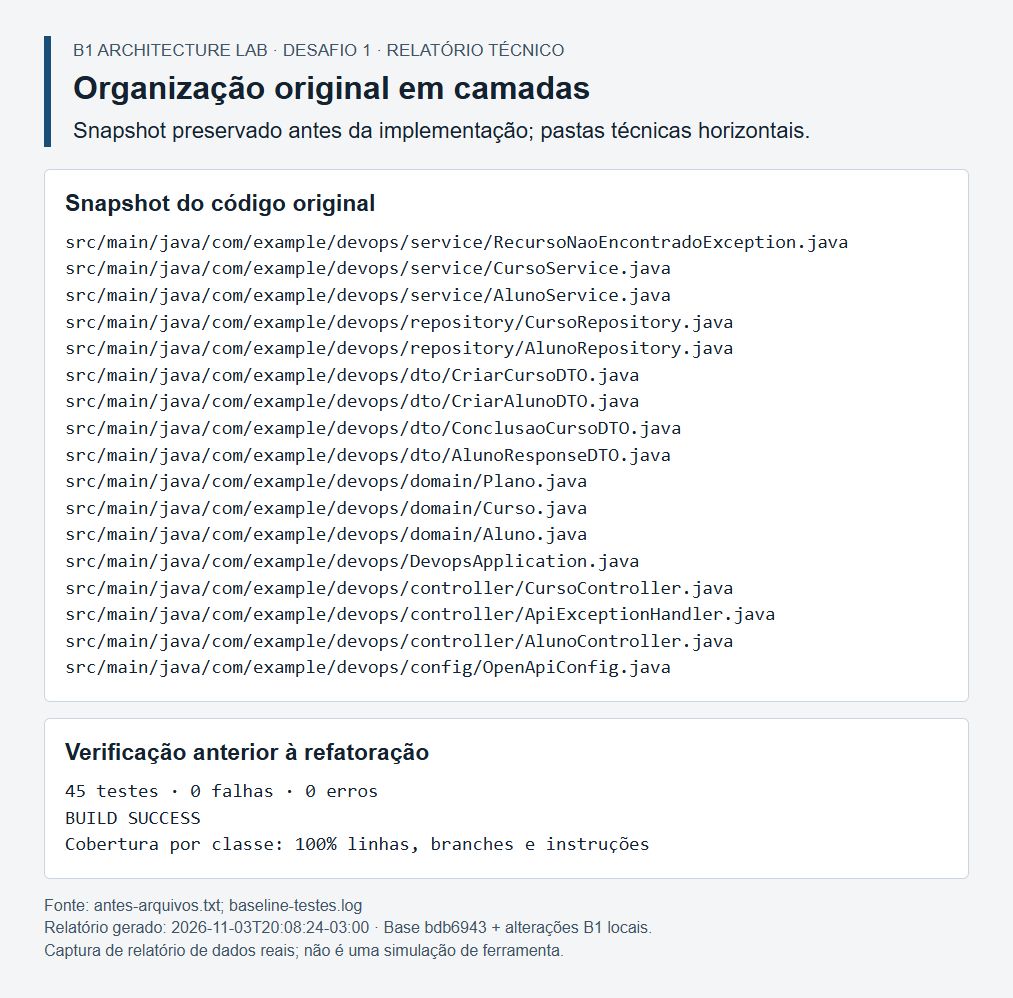 B1 ARCHITECTURE LAB · DESAFIO 1 · RELATÓRIO TÉCNICO
Organização original em camadas
Snapshot preservado antes da implementação; pastas técnicas horizontais.
Snapshot do código original
src/main/java/com/example/devops/service/RecursoNaoEncontradoException.java
src/main/java/com/example/devops/service/CursoService.java
src/main/java/com/example/devops/service/AlunoService.java
src/main/java/com/example/devops/repository/CursoRepository.java
src/main/java/com/example/devops/repository/AlunoRepository.java
src/main/java/com/example/devops/dto/CriarCursoDTO.java
src/main/java/com/example/devops/dto/CriarAlunoDTO.java
src/main/java/com/example/devops/dto/ConclusaoCursoDTO.java
src/main/java/com/example/devops/dto/AlunoResponseDTO.java
src/main/java/com/example/devops/domain/Plano.java
src/main/java/com/example/devops/domain/Curso.java
src/main/java/com/example/devops/domain/Aluno.java
src/main/java/com/example/devops/DevopsApplication.java
src/main/java/com/example/devops/controller/CursoController.java
src/main/java/com/example/devops/controller/ApiExceptionHandler.java
src/main/java/com/example/devops/controller/AlunoController.java
src/main/java/com/example/devops/config/OpenApiConfig.java
Verificação anterior à refatoração
45 testes · 0 falhas · 0 erros
BUILD SUCCESS
Cobertura por classe: 100% linhas, branches e instruções
Fonte: antes-arquivos.txt; baseline-testes.log
Relatório gerado: 2026-11-03T20:08:24-03:00 · Base bdb6943 + alterações B1 locais.
Captura de relatório de dados reais; não é uma simulação de ferramenta.